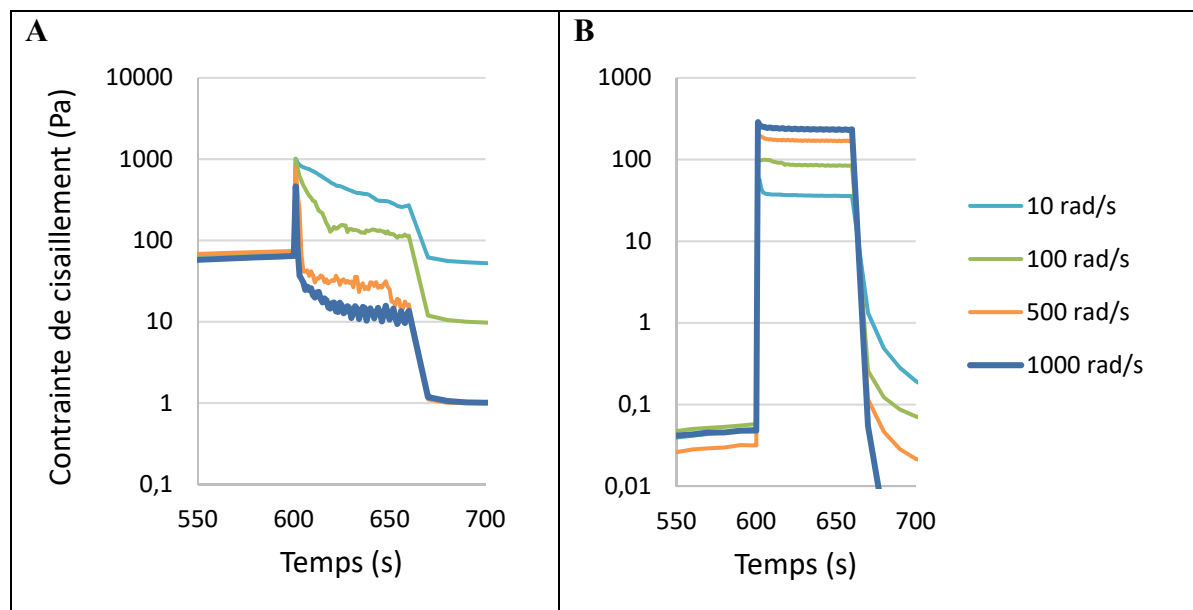 A
Contrainte de cisaillement (Pa)
10000
1000
100
10
1
0,1
550 600 650 700
Temps (s)
B
1000
100
10
1
0,1
0,01
550 600 650 700
Temps (s)
10 rad/s
100 rad/s
500 rad/s
1000 rad/s